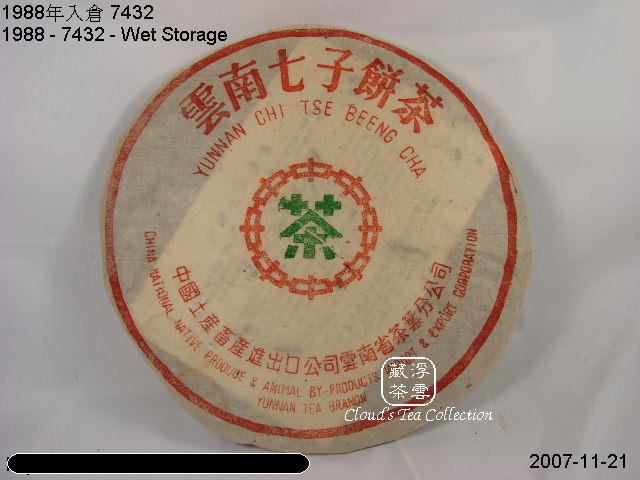 1988年入倉 7432
1988 - 7432 - Wet Storage
雲南七子餅茶
YUNNAN CHI TSE BEENG CHA
茶
中國土產畜產進出口公司雲南省茶葉分公司
CHINA NATIONAL NATIVE PRODUCE & ANIMAL BY-PRODUCTS IMPORT & EXPORT CORPORATION
YUNNAN TEA BRANCH
藏浮
茶雲
Cloud's Tea Collection
2007-11-21